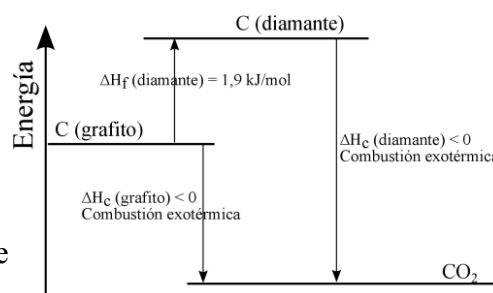 C (diamante)
ΔHf (diamante) = 1,9 kJ/mol
Energía
C (grafito)
ΔHc (diamante) < 0
Combustión exotérmica
ΔHc (grafito) < 0
Combustión exotérmica
e
CO₂